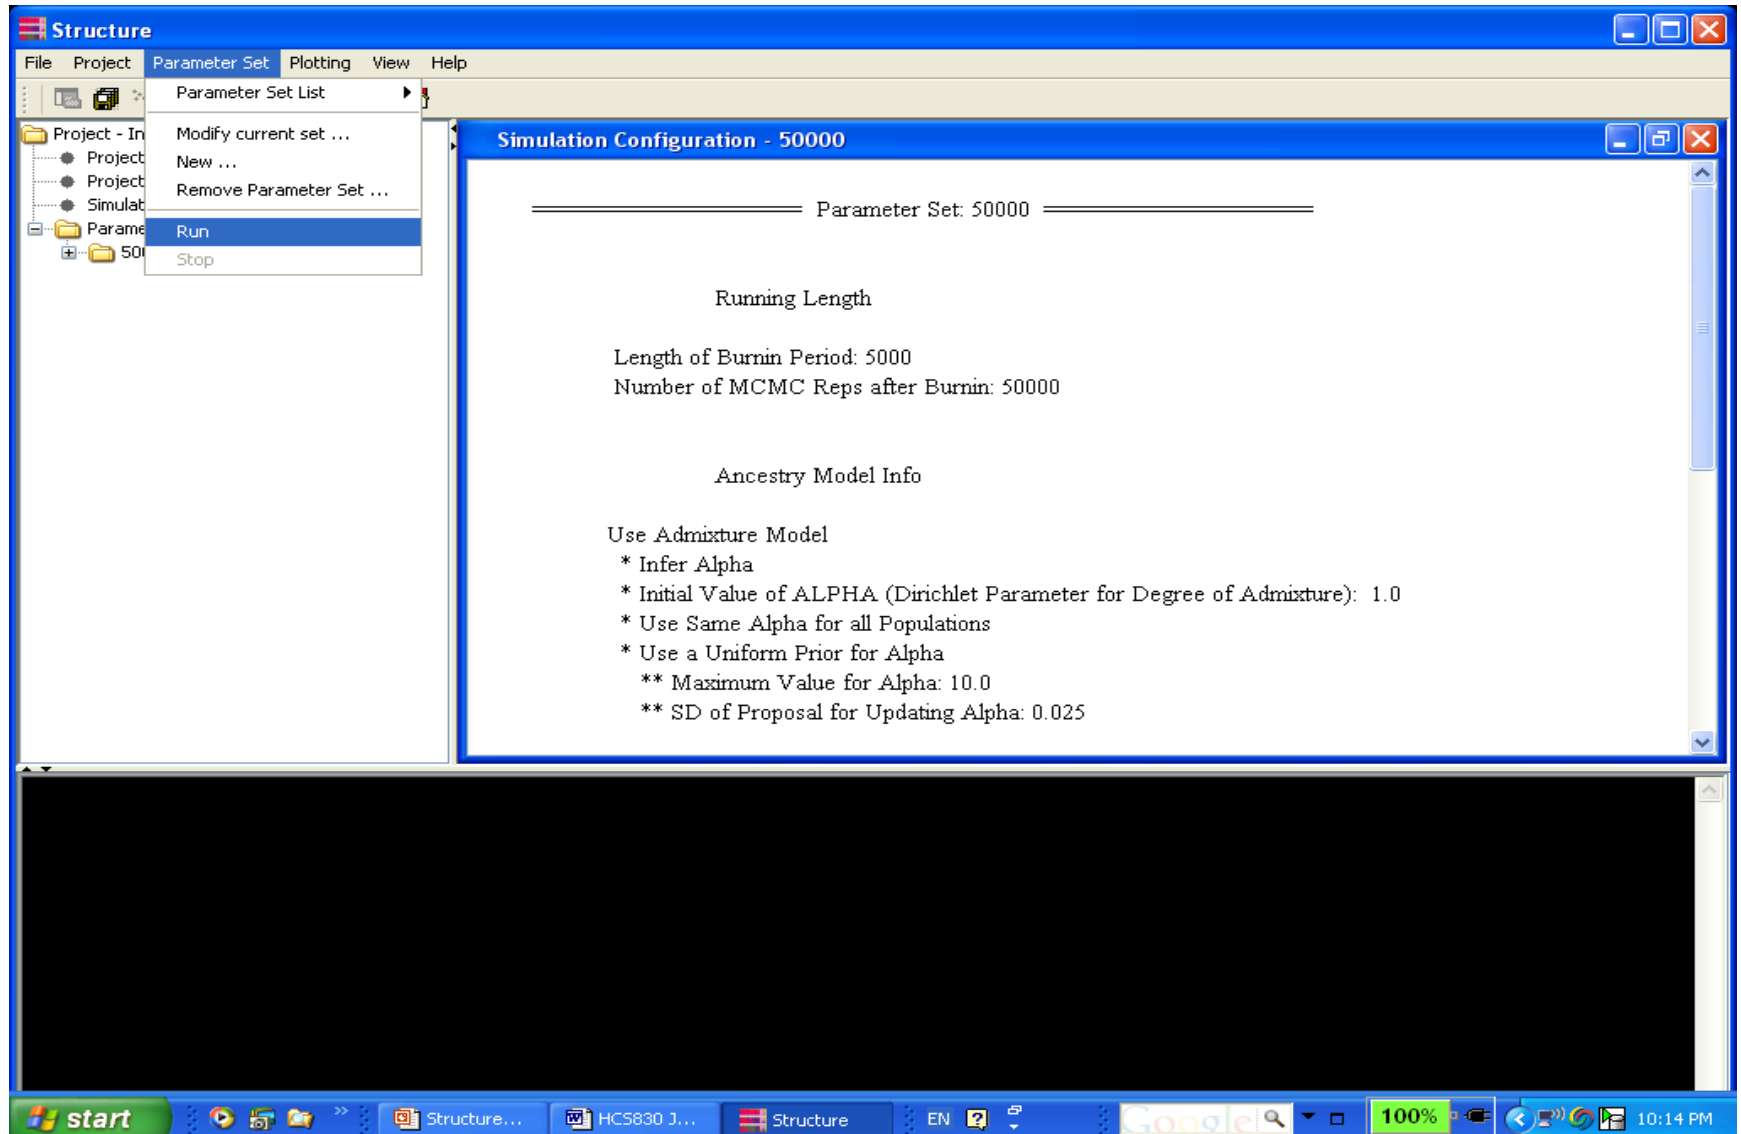 Structure
File Project Parameter Set Plotting View Help
Parameter Set List
Modify current set ...
New ...
Remove Parameter Set ...
Run
Stop
Project - In
Project
Project
Simulat
Parame
500
Simulation Configuration - 50000
Parameter Set: 50000
Running Length
Length of Burnin Period: 5000
Number of MCMC Reps after Burnin: 50000
Ancestry Model Info
Use Admixture Model
* Infer Alpha
* Initial Value of ALPHA (Dirichlet Parameter for Degree of Admixture): 1.0
* Use Same Alpha for all Populations
* Use a Uniform Prior for Alpha
** Maximum Value for Alpha: 10.0
** SD of Proposal for Updating Alpha: 0.025
start Structure... HCS830 J... Structure EN Google 100% 10:14 PM